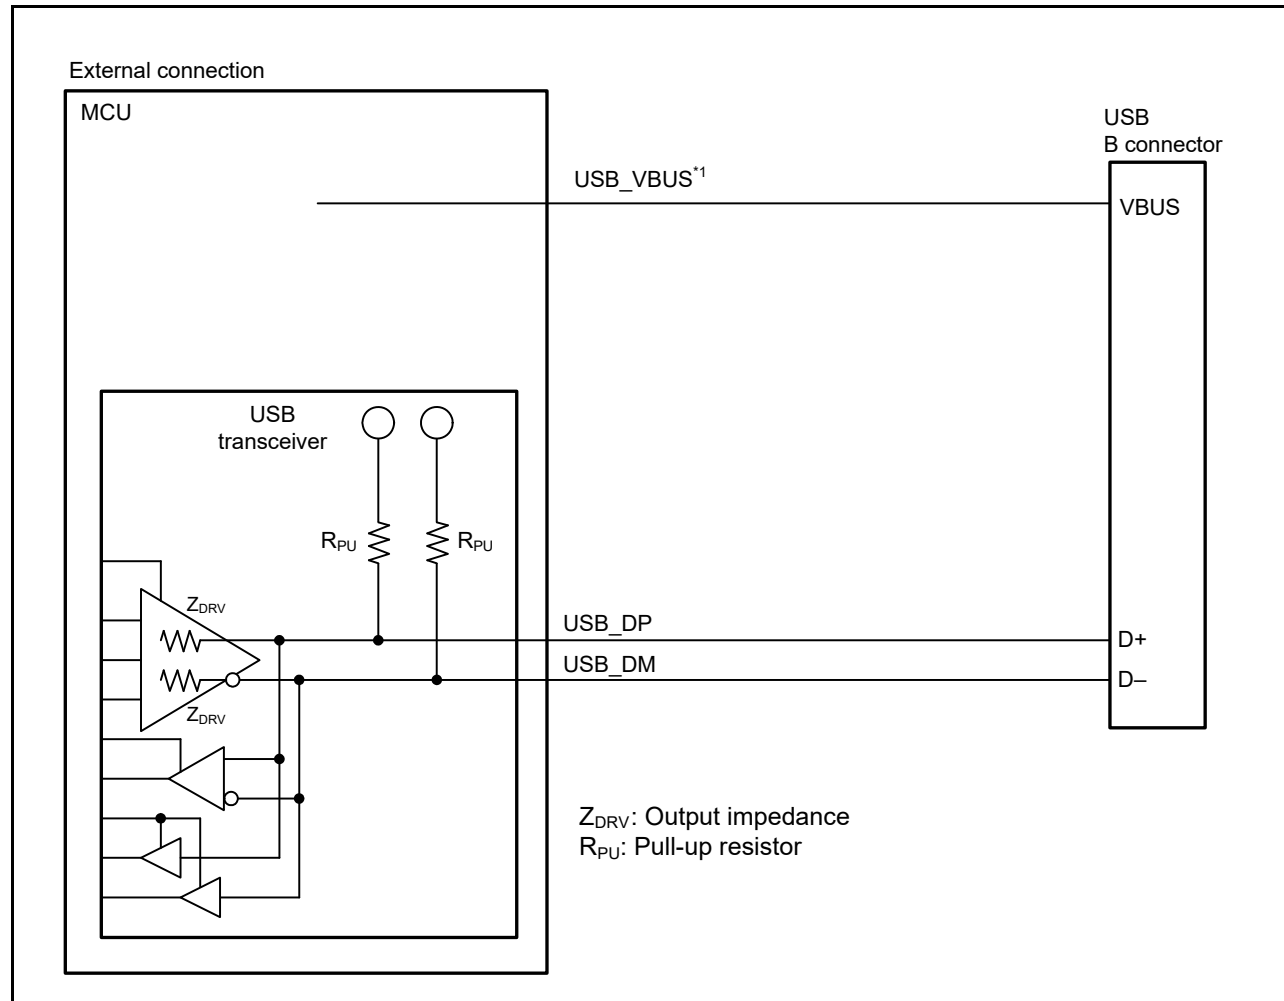 External connection
MCU
USB
B connector
USB_VBUS*1
VBUS
USB
transceiver
RPU
RPU
ZDRV
USB_DP
D+
USB_DM
D–
ZDRV
ZDRV: Output impedance
RPU: Pull-up resistor